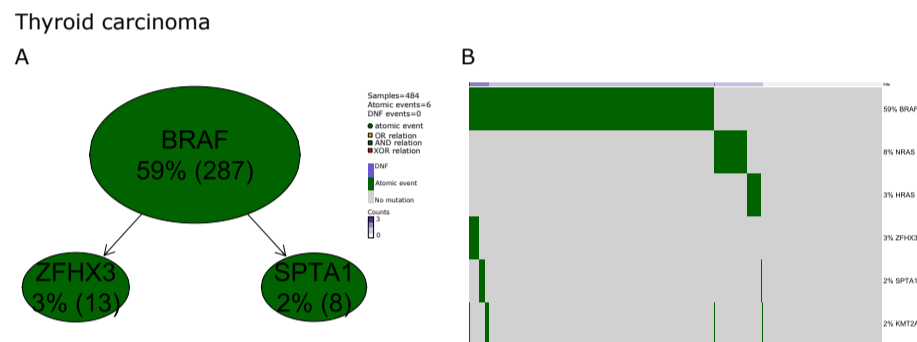 Thyroid carcinoma
A
B
BRAF
59% (287)
ZFHX3
3% (13)
SPTA1
2% (8)
Samples=484
Atomic events=6
DNF events=0
atomic event
OR relation
AND relation
XOR relation
DNF
Atomic event
No mutation
Counts
3
0
59% BRAF
8% NRAS
3% HRAS
3% ZFHX3
2% SPTA1
2% KMT2A